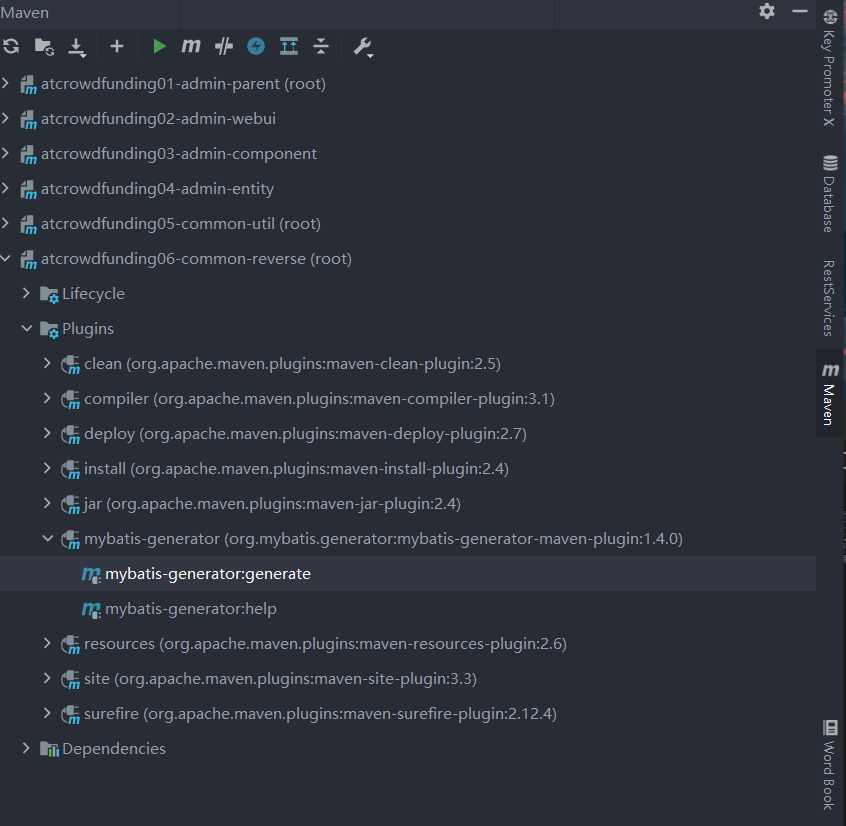 Maven
atcrowdfunding01-admin-parent (root)
atcrowdfunding02-admin-webui
atcrowdfunding03-admin-component
atcrowdfunding04-admin-entity
atcrowdfunding05-common-util (root)
atcrowdfunding06-common-reverse (root)
Lifecycle
Plugins
clean (org.apache.maven.plugins:maven-clean-plugin:2.5)
compiler (org.apache.maven.plugins:maven-compiler-plugin:3.1)
deploy (org.apache.maven.plugins:maven-deploy-plugin:2.7)
install (org.apache.maven.plugins:maven-install-plugin:2.4)
jar (org.apache.maven.plugins:maven-jar-plugin:2.4)
mybatis-generator (org.mybatis.generator:mybatis-generator-maven-plugin:1.4.0)
mybatis-generator:generate
mybatis-generator:help
resources (org.apache.maven.plugins:maven-resources-plugin:2.6)
site (org.apache.maven.plugins:maven-site-plugin:3.3)
surefire (org.apache.maven.plugins:maven-surefire-plugin:2.12.4)
Dependencies
Key Promoter X
Database
RestServices
Maven
Word Book